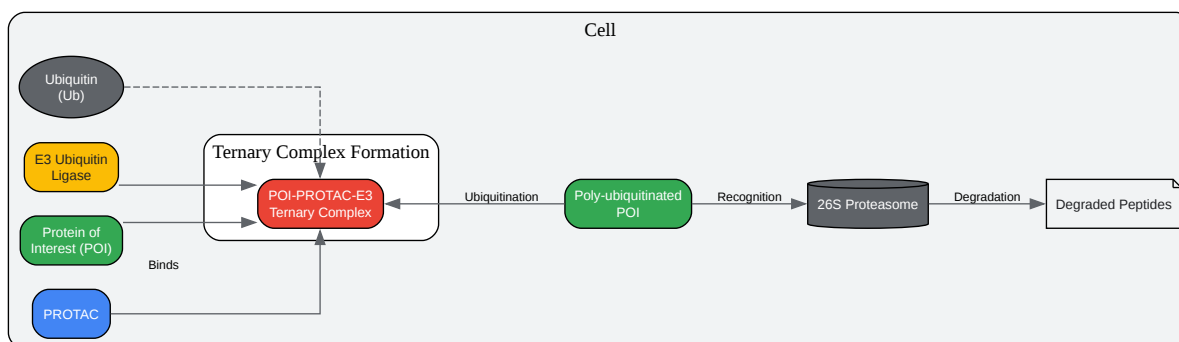 Cell
Ubiquitin
(Ub)
E3 Ubiquitin
Ligase
Ternary Complex Formation
POI-PROTAC-E3
Ternary Complex
Ubiquitination
Poly-ubiquitinated
POI
Recognition
26S Proteasome
Degradation
Degraded Peptides
Protein of
Interest (POI)
Binds
PROTAC